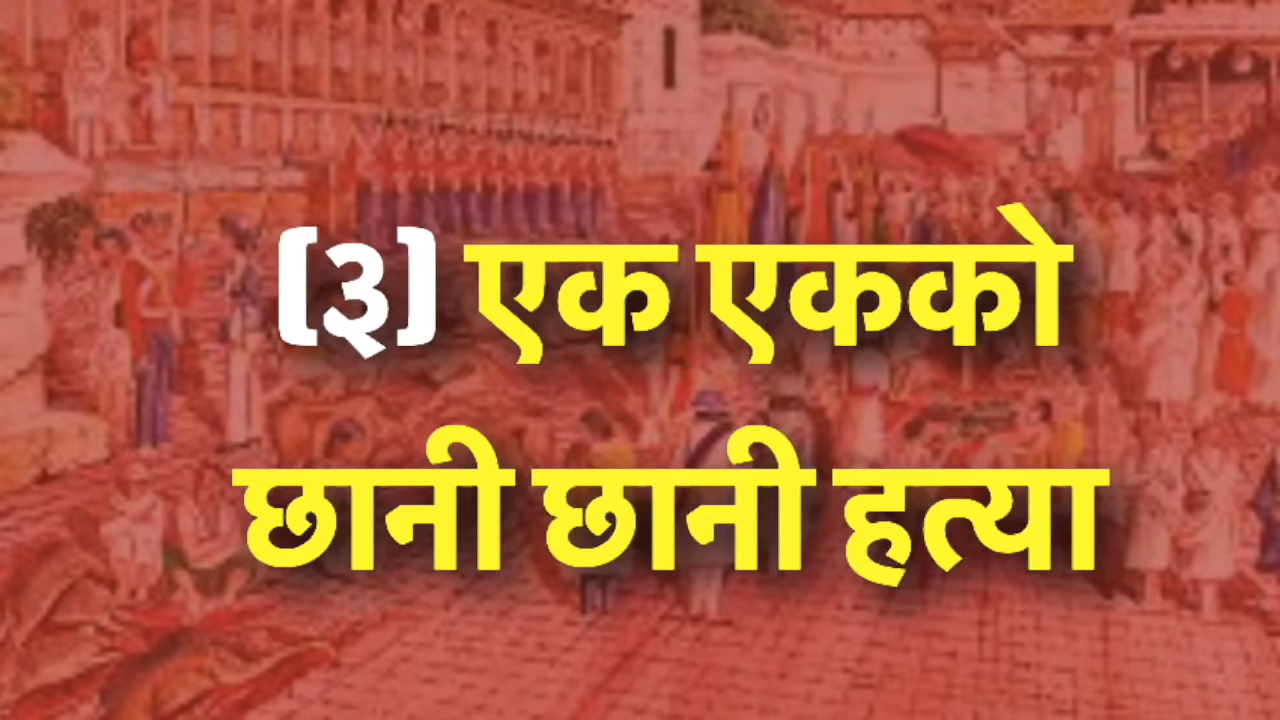 (३) एक एकको
छानी छानी हत्या